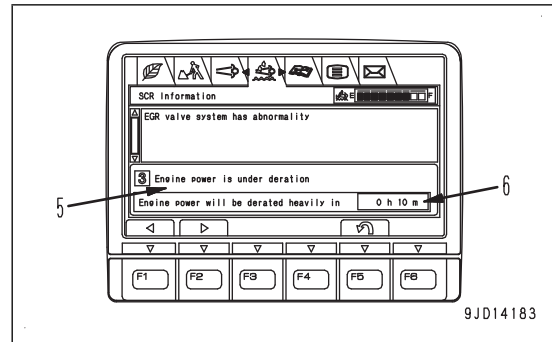 SCR Information
E F
EGR valve system has abnormality
3 Engine power is under deration
Engine power will be derated heavily in 0 h 10 m
5
6
F1 F2 F3 F4 F5 F6
9JD14183